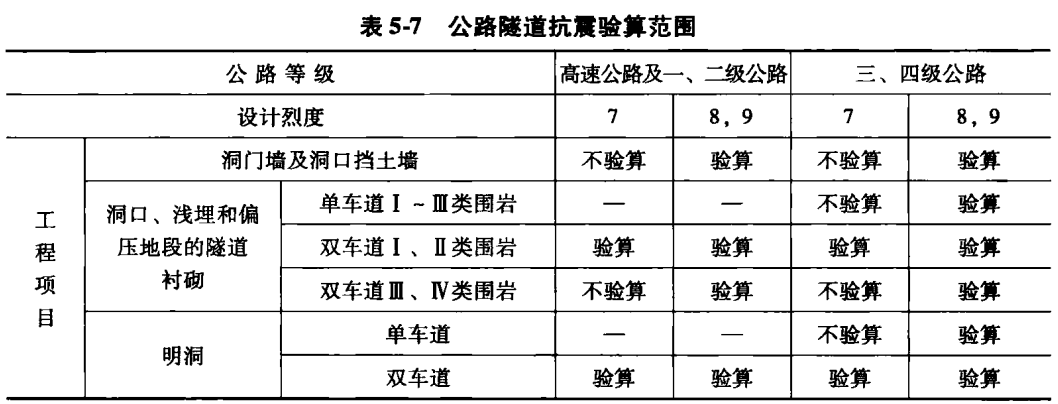 表 5-7 公路隧道抗震验算范围
公路等级 高速公路及一、二级公路 三、四级公路
设计烈度 7 8，9 7 8，9
工程项目
洞门墙及洞口挡土墙 不验算 验算 不验算 验算
洞口、浅埋和偏
压地段的隧道
衬砌
单车道Ⅰ~Ⅲ类围岩 — — 不验算 验算
双车道Ⅰ、Ⅱ类围岩 验算 验算 验算 验算
双车道Ⅲ、Ⅳ类围岩 不验算 验算 不验算 验算
明洞
单车道 — — 不验算 验算
双车道 验算 验算 验算 验算